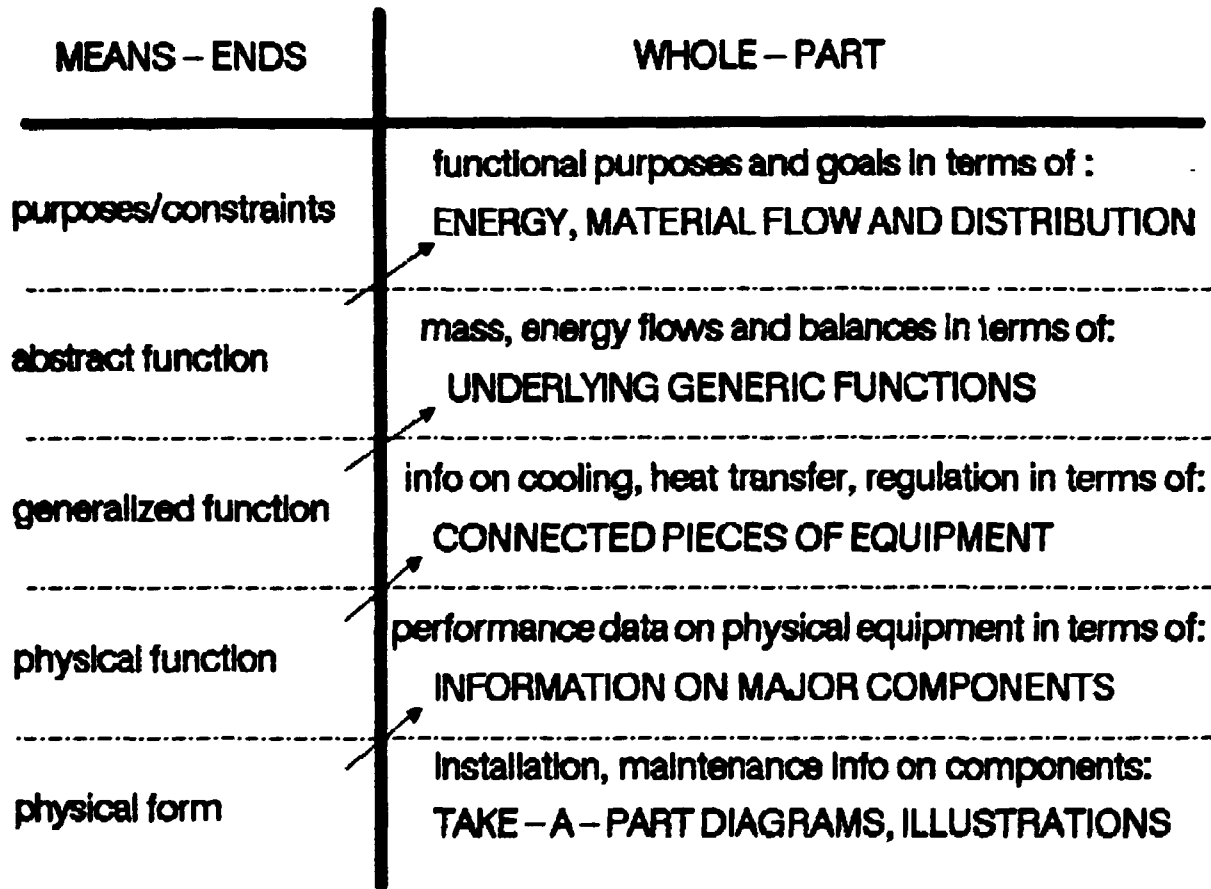 MEANS – ENDS
WHOLE – PART
purposes/constraints
functional purposes and goals in terms of :
ENERGY, MATERIAL FLOW AND DISTRIBUTION
abstract function
mass, energy flows and balances in terms of:
UNDERLYING GENERIC FUNCTIONS
generalized function
info on cooling, heat transfer, regulation in terms of:
CONNECTED PIECES OF EQUIPMENT
physical function
performance data on physical equipment in terms of:
INFORMATION ON MAJOR COMPONENTS
physical form
installation, maintenance info on components:
TAKE – A – PART DIAGRAMS, ILLUSTRATIONS